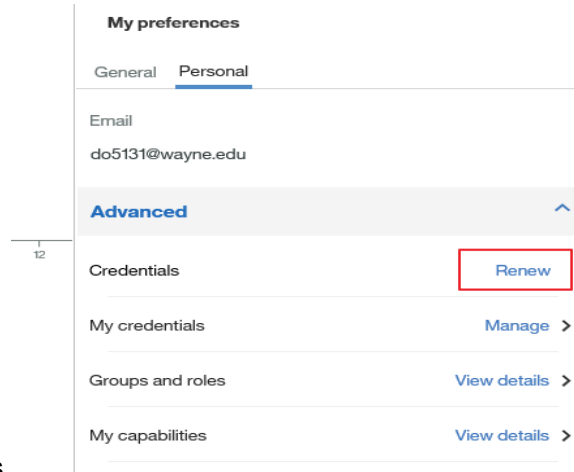 My preferences
General Personal
Email
do5131@wayne.edu
Advanced
12
Credentials Renew
My credentials Manage >
Groups and roles View details >
My capabilities View details >
s